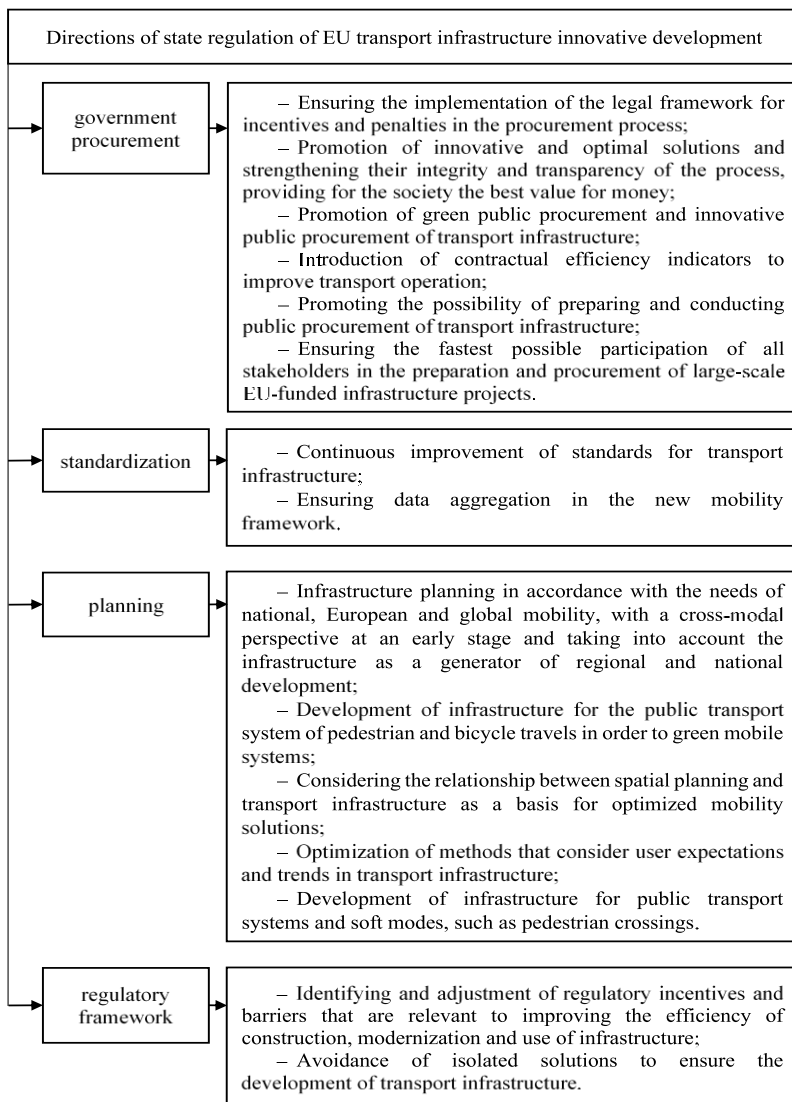 Directions of state regulation of EU transport infrastructure innovative development
government
procurement
– Ensuring the implementation of the legal framework for
incentives and penalties in the procurement process;
– Promotion of innovative and optimal solutions and
strengthening their integrity and transparency of the process,
providing for the society the best value for money;
– Promotion of green public procurement and innovative
public procurement of transport infrastructure;
– Introduction of contractual efficiency indicators to
improve transport operation;
– Promoting the possibility of preparing and conducting
public procurement of transport infrastructure;
– Ensuring the fastest possible participation of all
stakeholders in the preparation and procurement of large-scale
EU-funded infrastructure projects.
standardization
– Continuous improvement of standards for transport
infrastructure;
– Ensuring data aggregation in the new mobility
framework.
planning
– Infrastructure planning in accordance with the needs of
national, European and global mobility, with a cross-modal
perspective at an early stage and taking into account the
infrastructure as a generator of regional and national
development;
– Development of infrastructure for the public transport
system of pedestrian and bicycle travels in order to green mobile
systems;
– Considering the relationship between spatial planning and
transport infrastructure as a basis for optimized mobility
solutions;
– Optimization of methods that consider user expectations
and trends in transport infrastructure;
– Development of infrastructure for public transport
systems and soft modes, such as pedestrian crossings.
regulatory
framework
– Identifying and adjustment of regulatory incentives and
barriers that are relevant to improving the efficiency of
construction, modernization and use of infrastructure;
– Avoidance of isolated solutions to ensure the
development of transport infrastructure.